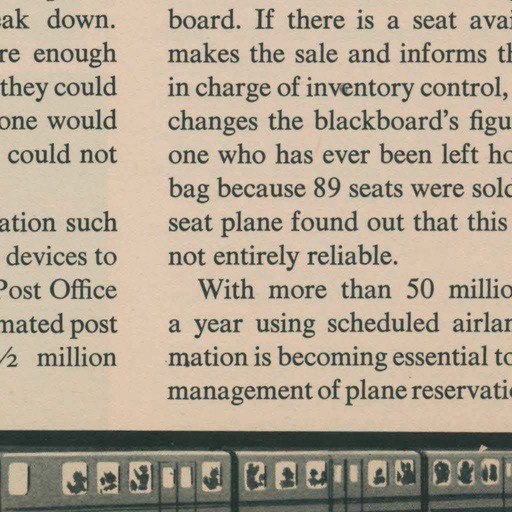 eak down.
re enough
they could
one would
could not
ation such
devices to
Post Office
mated post
½ million
board. If there is a seat avai
makes the sale and informs th
in charge of inventory control,
changes the blackboard's figu
one who has ever been left ho
bag because 89 seats were sold
seat plane found out that this
not entirely reliable.
With more than 50 millio
a year using scheduled airlan
mation is becoming essential to
management of plane reservatio